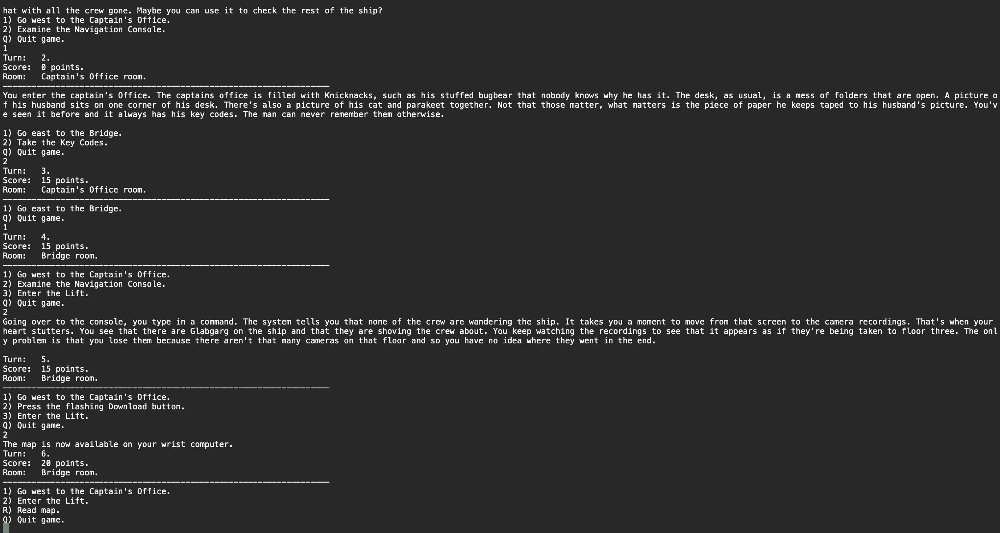 hat with all the crew gone. Maybe you can use it to check the rest of the ship?
1) Go west to the Captain's Office.
2) Examine the Navigation Console.
Q) Quit game.
1
Turn:   2.
Score:  0 points.
Room:   Captain's Office room.
--------------------------------------------------------------------
You enter the captain’s Office. The captains office is filled with Knicknacks, such as his stuffed bugbear that nobody knows why he has it. The desk, as usual, is a mess of folders that are open. A picture o
f his husband sits on one corner of his desk. There’s also a picture of his cat and parakeet together. Not that those matter, what matters is the piece of paper he keeps taped to his husband’s picture. You’v
e seen it before and it always has his key codes. The man can never remember them otherwise.

1) Go east to the Bridge.
2) Take the Key Codes.
Q) Quit game.
2
Turn:   3.
Score:  15 points.
Room:   Captain's Office room.
--------------------------------------------------------------------
1) Go east to the Bridge.
Q) Quit game.
1
Turn:   4.
Score:  15 points.
Room:   Bridge room.
--------------------------------------------------------------------
1) Go west to the Captain's Office.
2) Examine the Navigation Console.
3) Enter the Lift.
Q) Quit game.
2
Going over to the console, you type in a command. The system tells you that none of the crew are wandering the ship. It takes you a moment to move from that screen to the camera recordings. That's when your
heart stutters. You see that there are Glabgarg on the ship and that they are shoving the crew about. You keep watching the recordings to see that it appears as if they're being taken to floor three. The onl
y problem is that you lose them because there aren't that many cameras on that floor and so you have no idea where they went in the end.

Turn:   5.
Score:  15 points.
Room:   Bridge room.
--------------------------------------------------------------------
1) Go west to the Captain's Office.
2) Press the flashing Download button.
3) Enter the Lift.
Q) Quit game.
2
The map is now available on your wrist computer.
Turn:   6.
Score:  20 points.
Room:   Bridge room.
--------------------------------------------------------------------
1) Go west to the Captain's Office.
2) Enter the Lift.
R) Read map.
Q) Quit game.